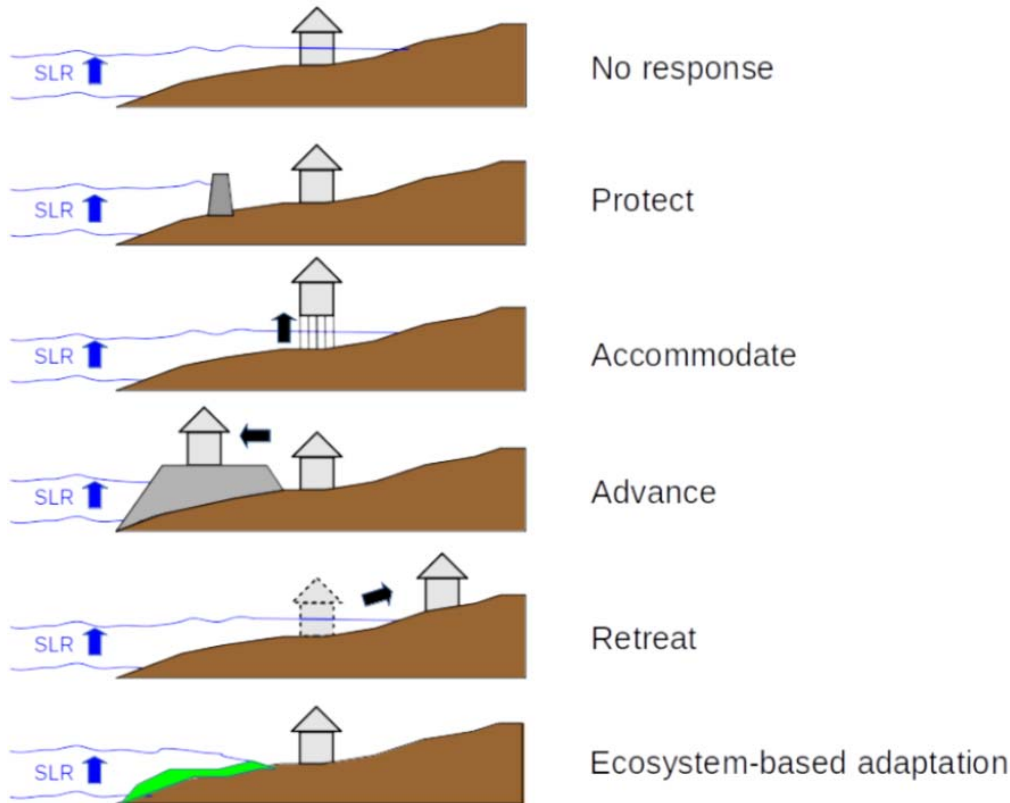 SLR
No response
SLR
Protect
SLR
Accommodate
SLR
Advance
SLR
Retreat
SLR
Ecosystem-based adaptation